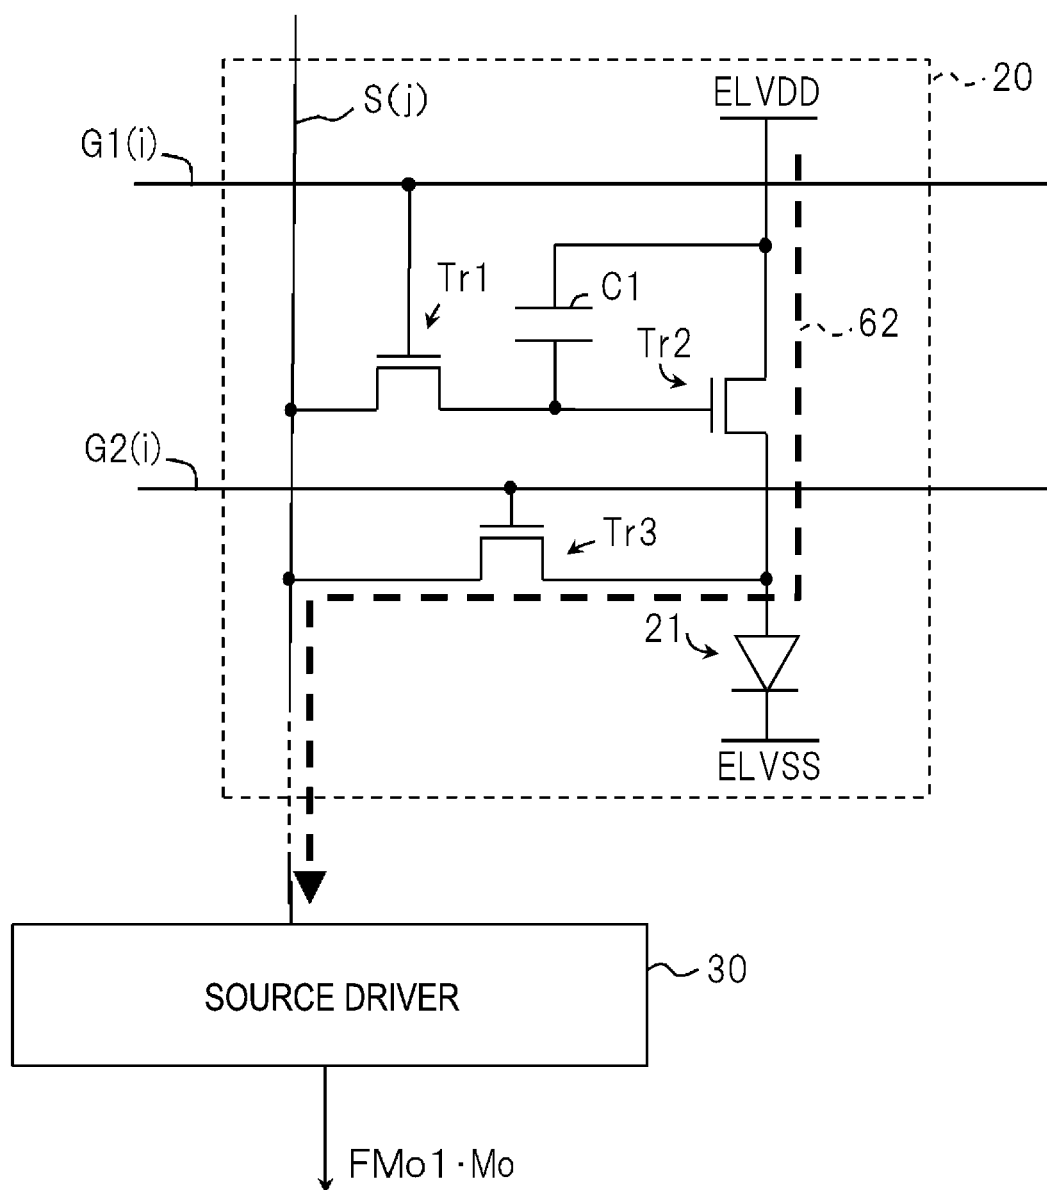 20
S(j)
ELVDD
G1(i)
Tr1
C1
62
Tr2
G2(i)
Tr3
21
ELVSS
30
SOURCE DRIVER
FMo1·Mo